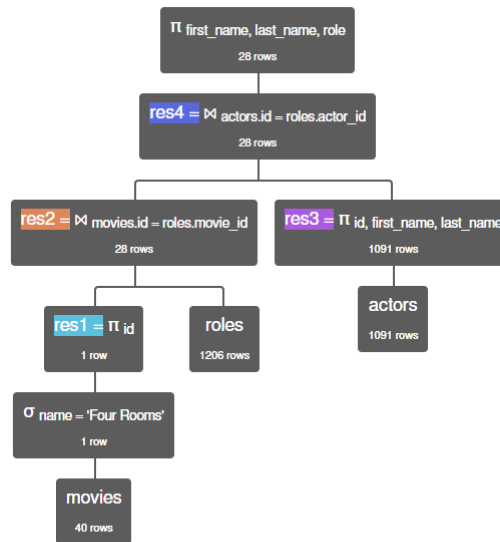 π first_name, last_name, role
28 rows
res4 = ⋈ actors.id = roles.actor_id
28 rows
res2 = ⋈ movies.id = roles.movie_id
28 rows
res3 = π id, first_name, last_name
1091 rows
res1 = π id
1 row
roles
1206 rows
actors
1091 rows
σ name = 'Four Rooms'
1 row
movies
40 rows